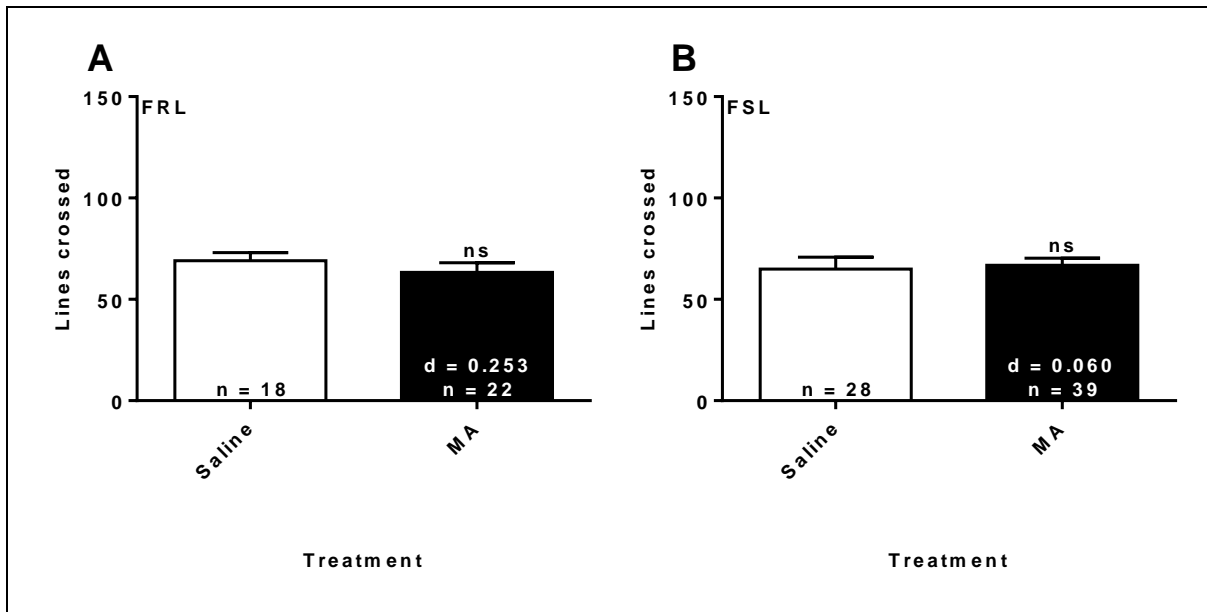 A
150
FRL
100
50
0
Lines crossed
ns
d = 0.253
n = 18
n = 22
Saline
MA
Treatment
B
150
FSL
100
50
0
Lines crossed
ns
d = 0.060
n = 28
n = 39
Saline
MA
Treatment